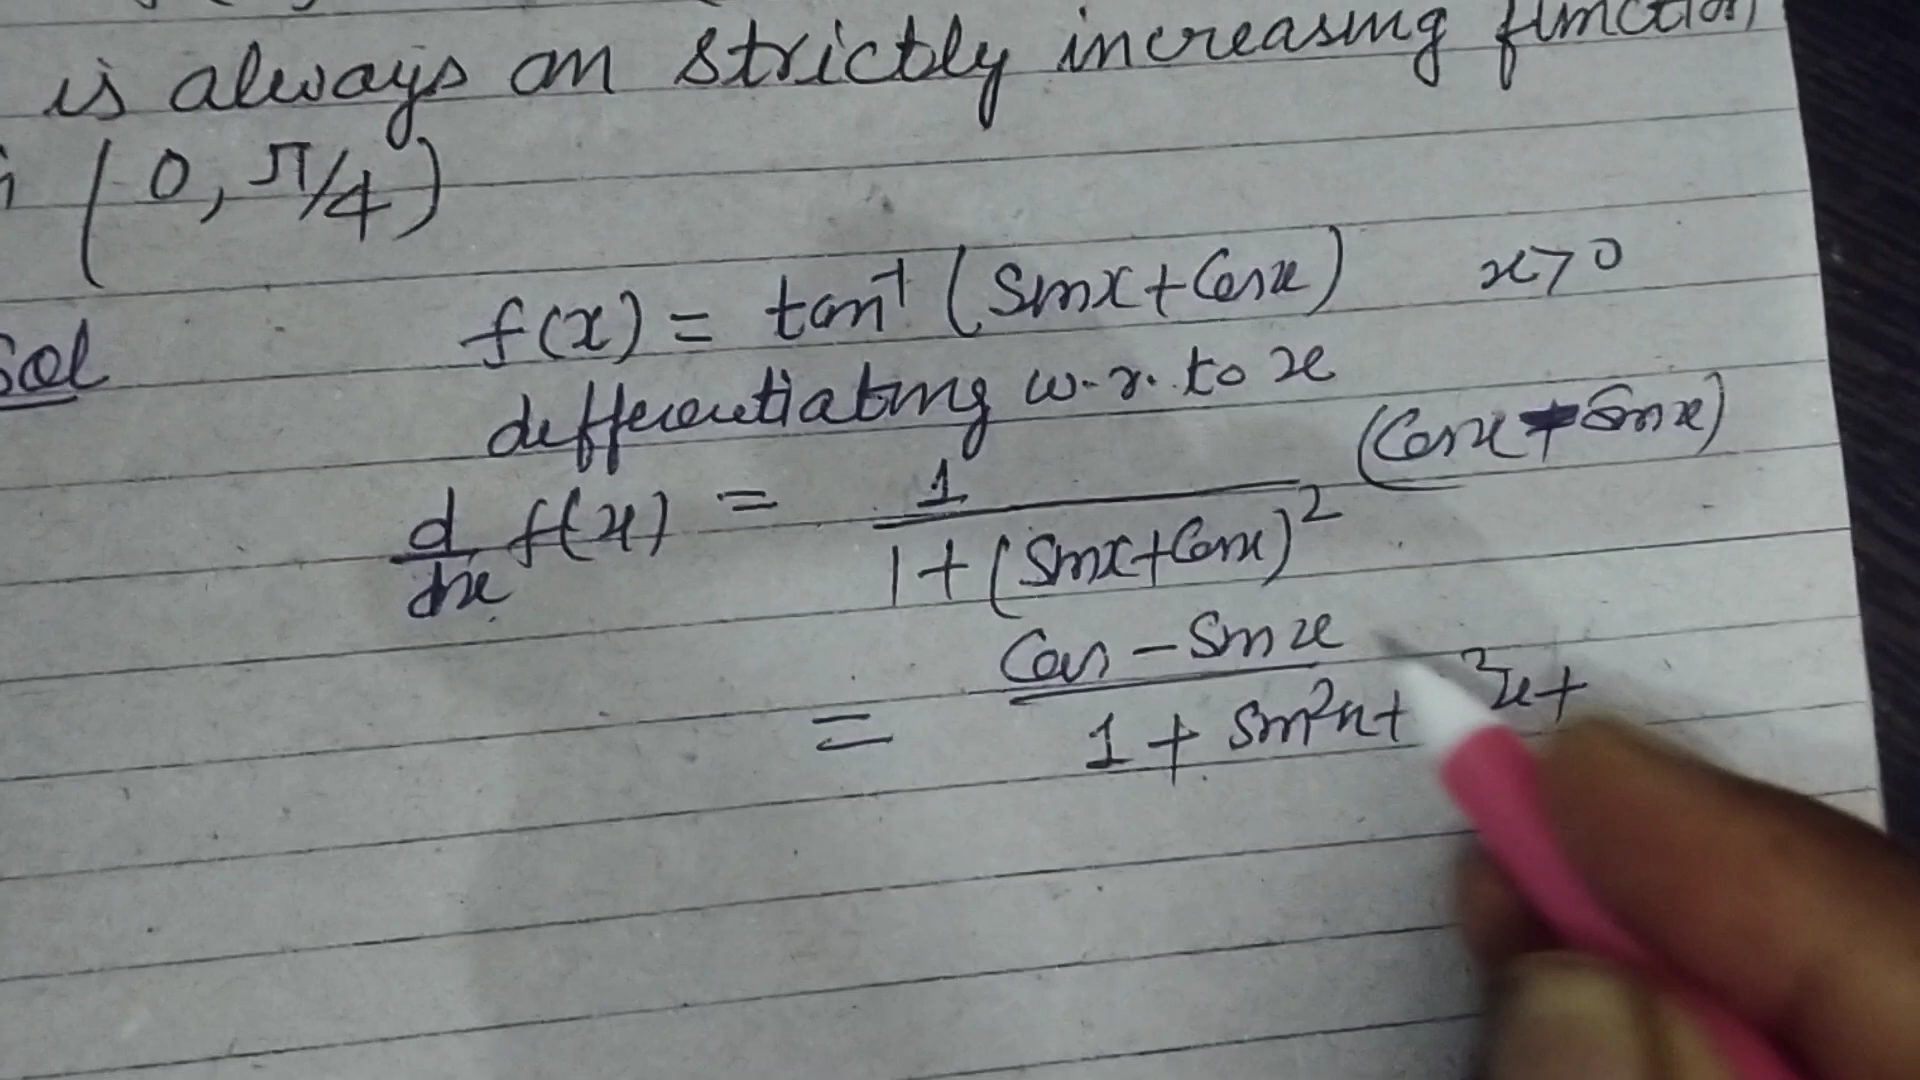 is always an strictly increasing function
(0, π/4)
Sol f(x) = tan⁻¹ (Sinx + Cosx) x > 0
differentiating w.r. to x
d/dx f(x) = 1/(1 + (Sinx + Cosx)²) (Cosx - Sinx)
= (Cos - Sinx)/(1 + Sin²x + ²x +